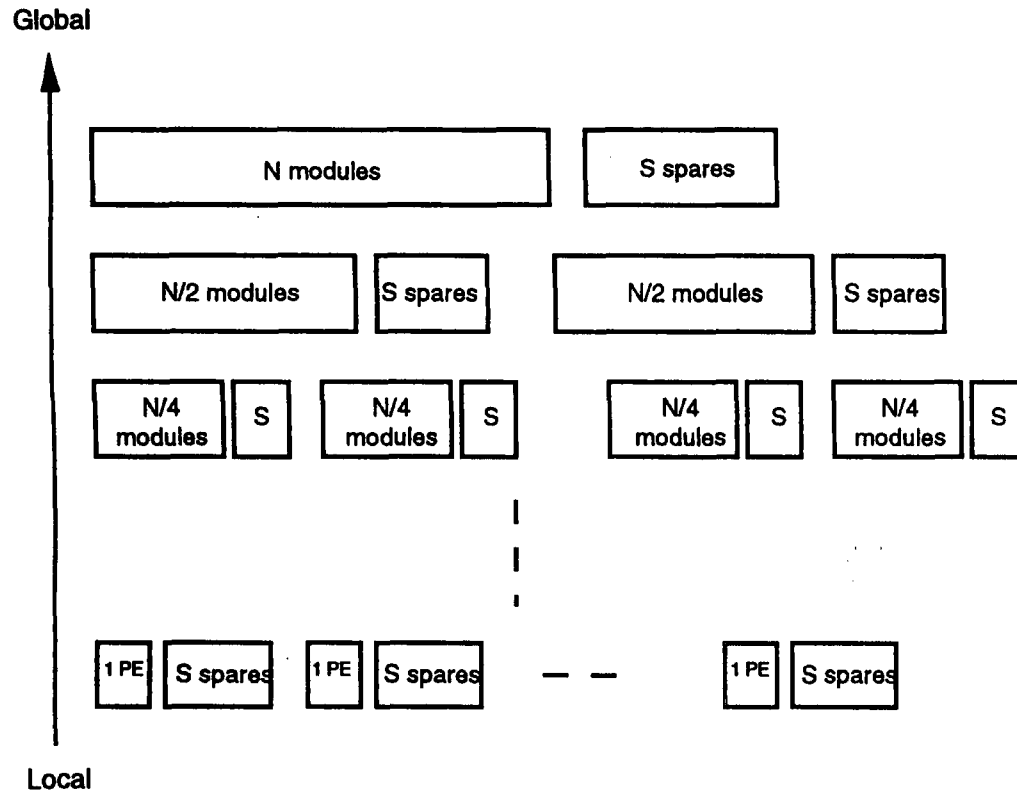 Global
N modules
S spares
N/2 modules
S spares
N/2 modules
S spares
N/4
modules
S
N/4
modules
S
N/4
modules
S
N/4
modules
S
1 PE
S spares
1 PE
S spares
1 PE
S spares
Local